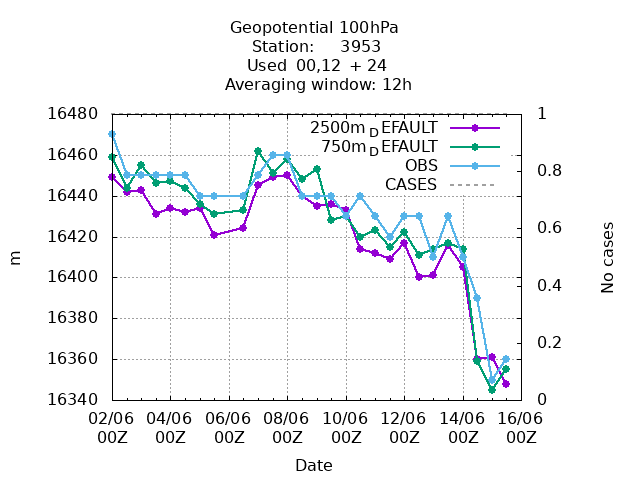 Geopotential 100hPa
Station: 3953
Used 00,12 + 24
Averaging window: 12h
16480
16460
16440
16420
16400
16380
16360
16340
1
0.8
0.6
0.4
0.2
0
2500m DEFAULT
750m DEFAULT
OBS
CASES
m
No cases
02/06 04/06 06/06 08/06 10/06 12/06 14/06 16/06
00Z 00Z 00Z 00Z 00Z 00Z 00Z 00Z
Date